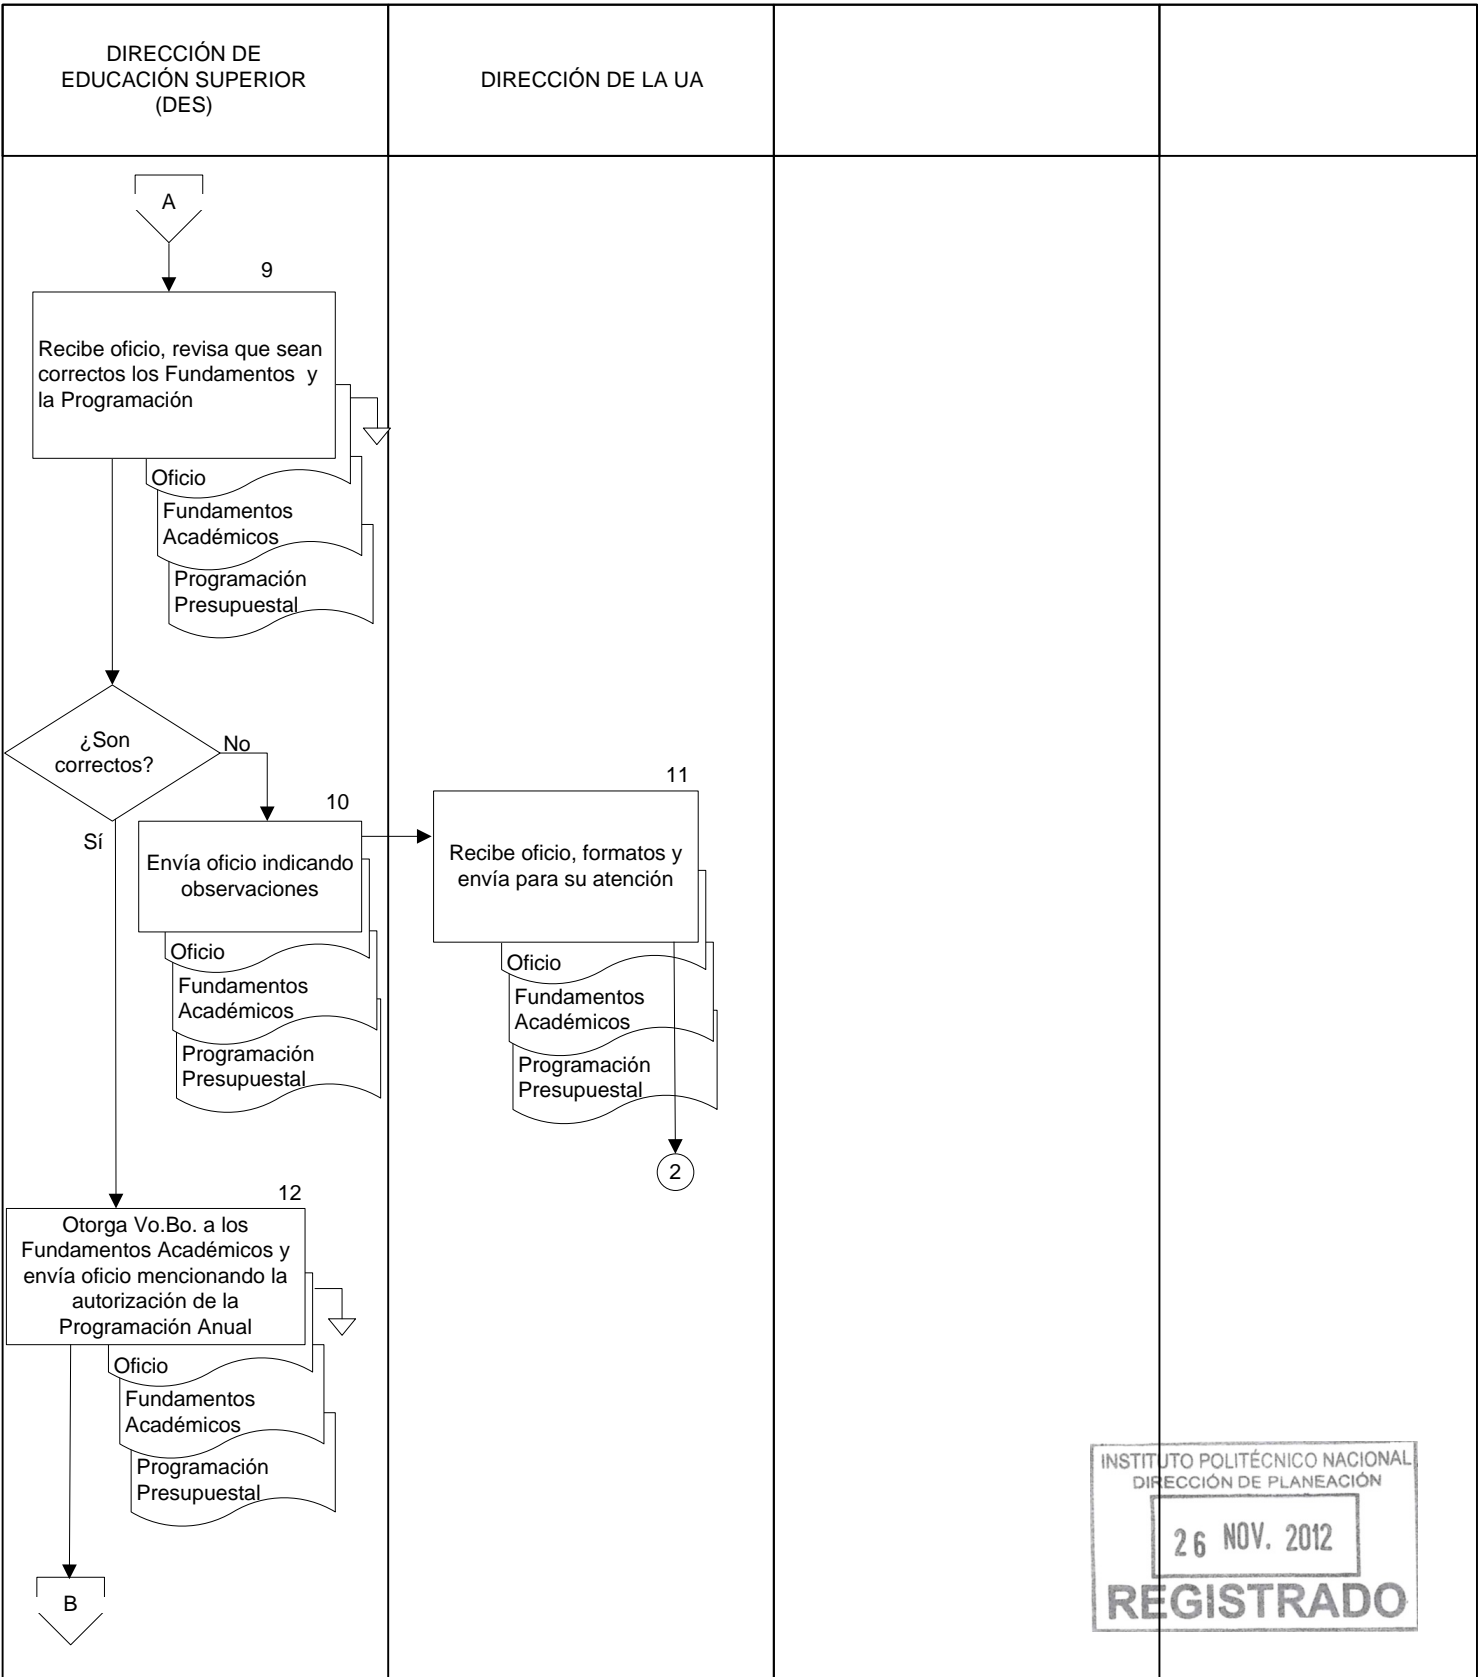 DIRECCIÓN DE
EDUCACIÓN SUPERIOR
(DES)
DIRECCIÓN DE LA UA
A
9
Recibe oficio, revisa que sean
correctos los Fundamentos y
la Programación
Oficio
Fundamentos
Académicos
Programación
Presupuestal
¿Son
correctos?
No
Sí
10
Envía oficio indicando
observaciones
Oficio
Fundamentos
Académicos
Programación
Presupuestal
11
Recibe oficio, formatos y
envía para su atención
Oficio
Fundamentos
Académicos
Programación
Presupuestal
2
12
Otorga Vo.Bo. a los
Fundamentos Académicos y
envía oficio mencionando la
autorización de la
Programación Anual
Oficio
Fundamentos
Académicos
Programación
Presupuestal
B
INSTITUTO POLITÉCNICO NACIONAL
DIRECCIÓN DE PLANEACIÓN
26 NOV. 2012
REGISTRADO